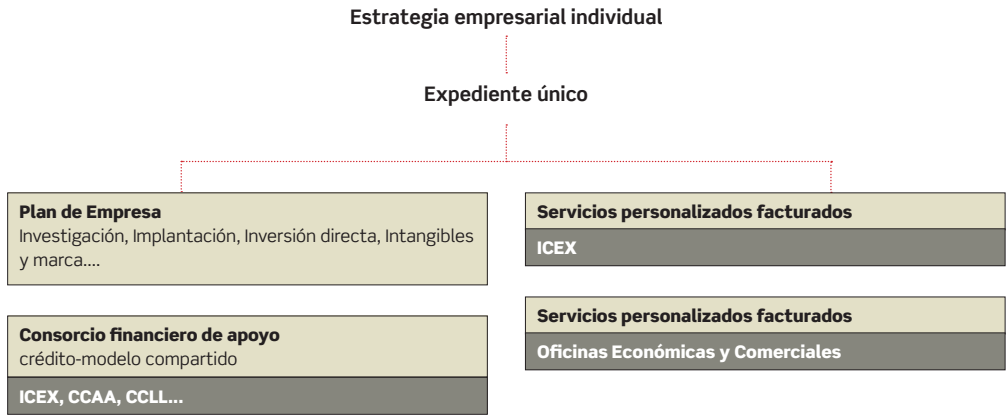 Estrategia empresarial individual
Expediente único
Plan de Empresa
Investigación, Implantación, Inversión directa, Intangibles
y marca....
Consorcio financiero de apoyo
crédito-modelo compartido
ICEX, CCAA, CCLL...
Servicios personalizados facturados
ICEX
Servicios personalizados facturados
Oficinas Económicas y Comerciales